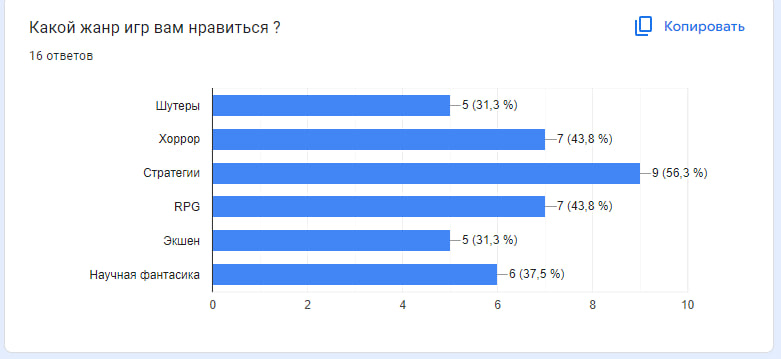 Какой жанр игр вам нравиться ?
Копировать
16 ответов
Шутеры 5 (31,3 %)
Хоррор 7 (43,8 %)
Стратегии 9 (56,3 %)
RPG 7 (43,8 %)
Экшен 5 (31,3 %)
Научная фантасика 6 (37,5 %)
0 2 4 6 8 10